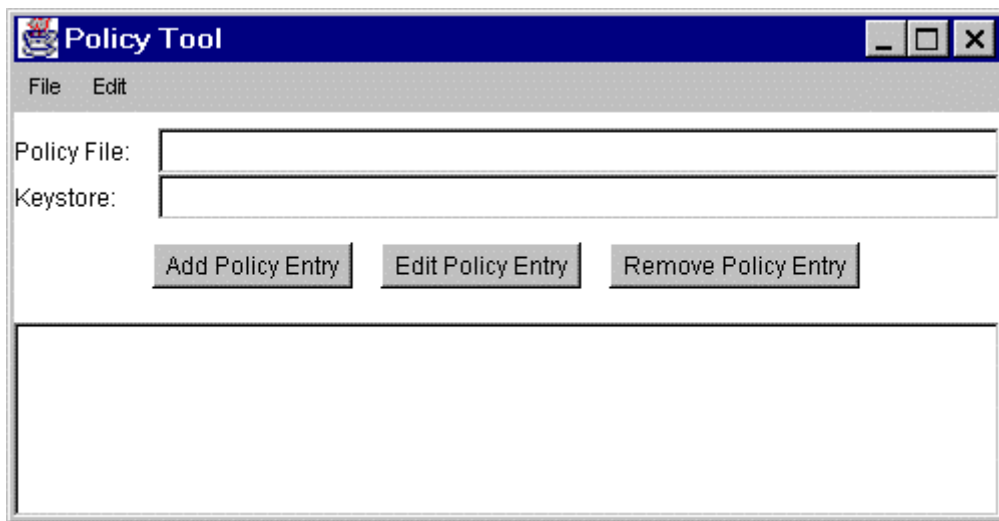 Policy Tool
File Edit
Policy File:
Keystore:
Add Policy Entry Edit Policy Entry Remove Policy Entry